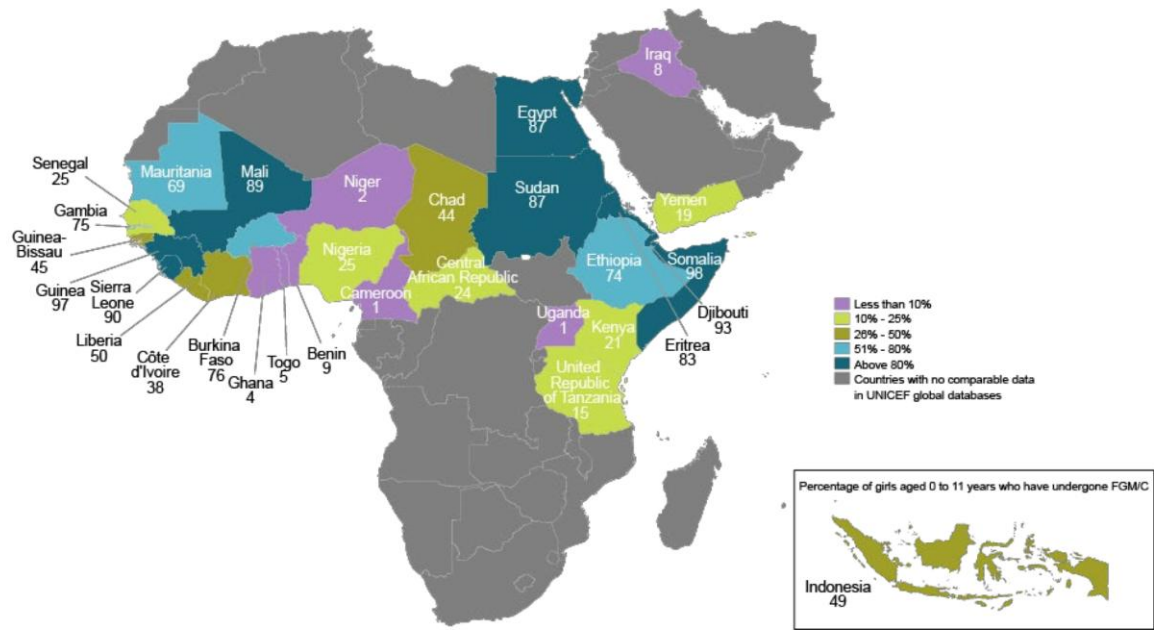 Iraq
8
Egypt
87
Senegal
25
Mauritania
69
Mali
89
Niger
2
Chad
44
Sudan
87
Yemen
19
Gambia
75
Guinea-
Bissau
45
Guinea
97
Sierra
Leone
90
Liberia
50
Côte
d'Ivoire
38
Burkina
Faso
76
Ghana
4
Togo
5
Benin
9
Nigeria
25
Cameroon
1
Central
African Republic
24
Ethiopia
74
Somalia
98
Djibouti
93
Eritrea
83
Uganda
1
Kenya
21
United
Republic
of Tanzania
15
Less than 10%
10% - 25%
26% - 50%
51% - 80%
Above 80%
Countries with no comparable data
in UNICEF global databases
Percentage of girls aged 0 to 11 years who have undergone FGM/C
Indonesia
49